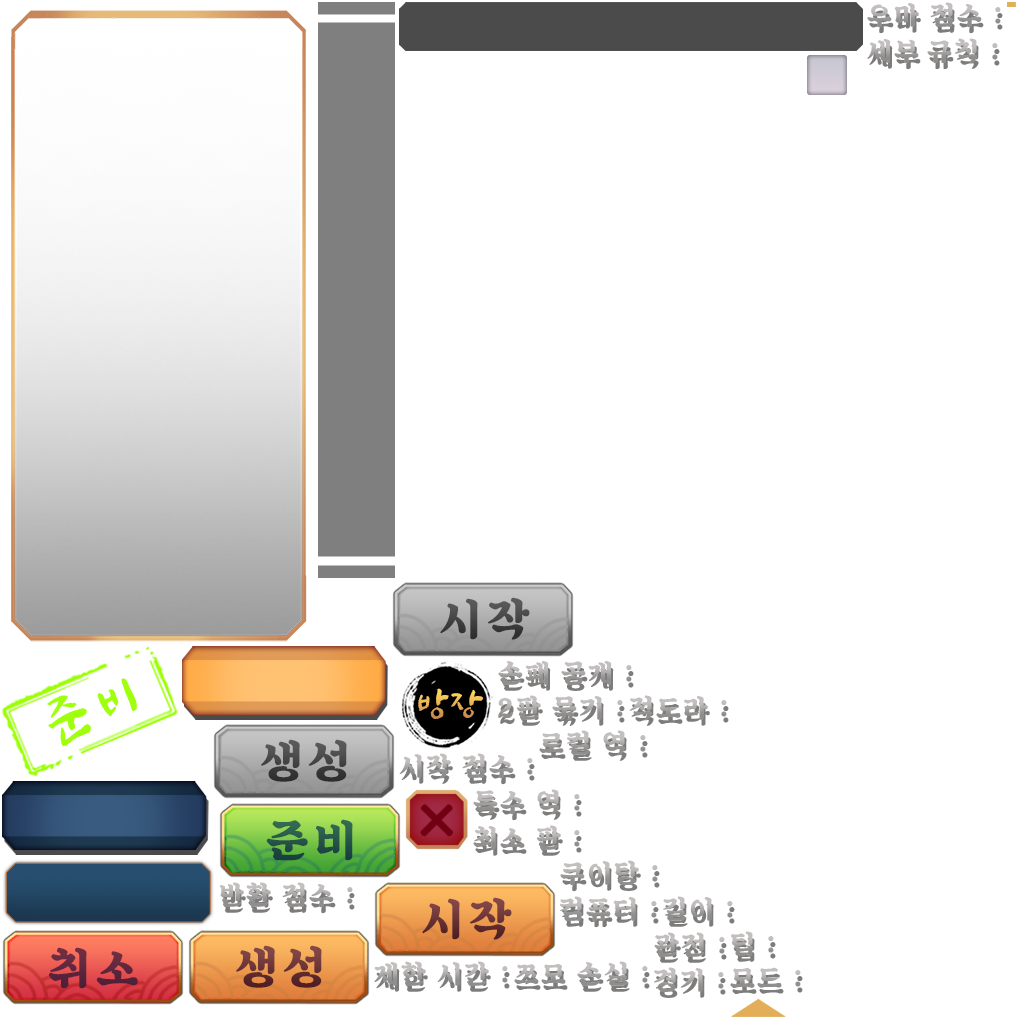 우마 점수 :
세부 규칙 :
시작
준비
방장
손패 공개 :
2판 묶기 :
적도라 :
로컬 역 :
생성
시작 점수 :
특수 역 :
준비
최소 판 :
쿠이탕 :
반환 점수 :
시작
컴퓨터 :
길이 :
관전 :
팀 :
취소
생성
제한 시간 :
쯔모 손실 :
경기 :
모드 :